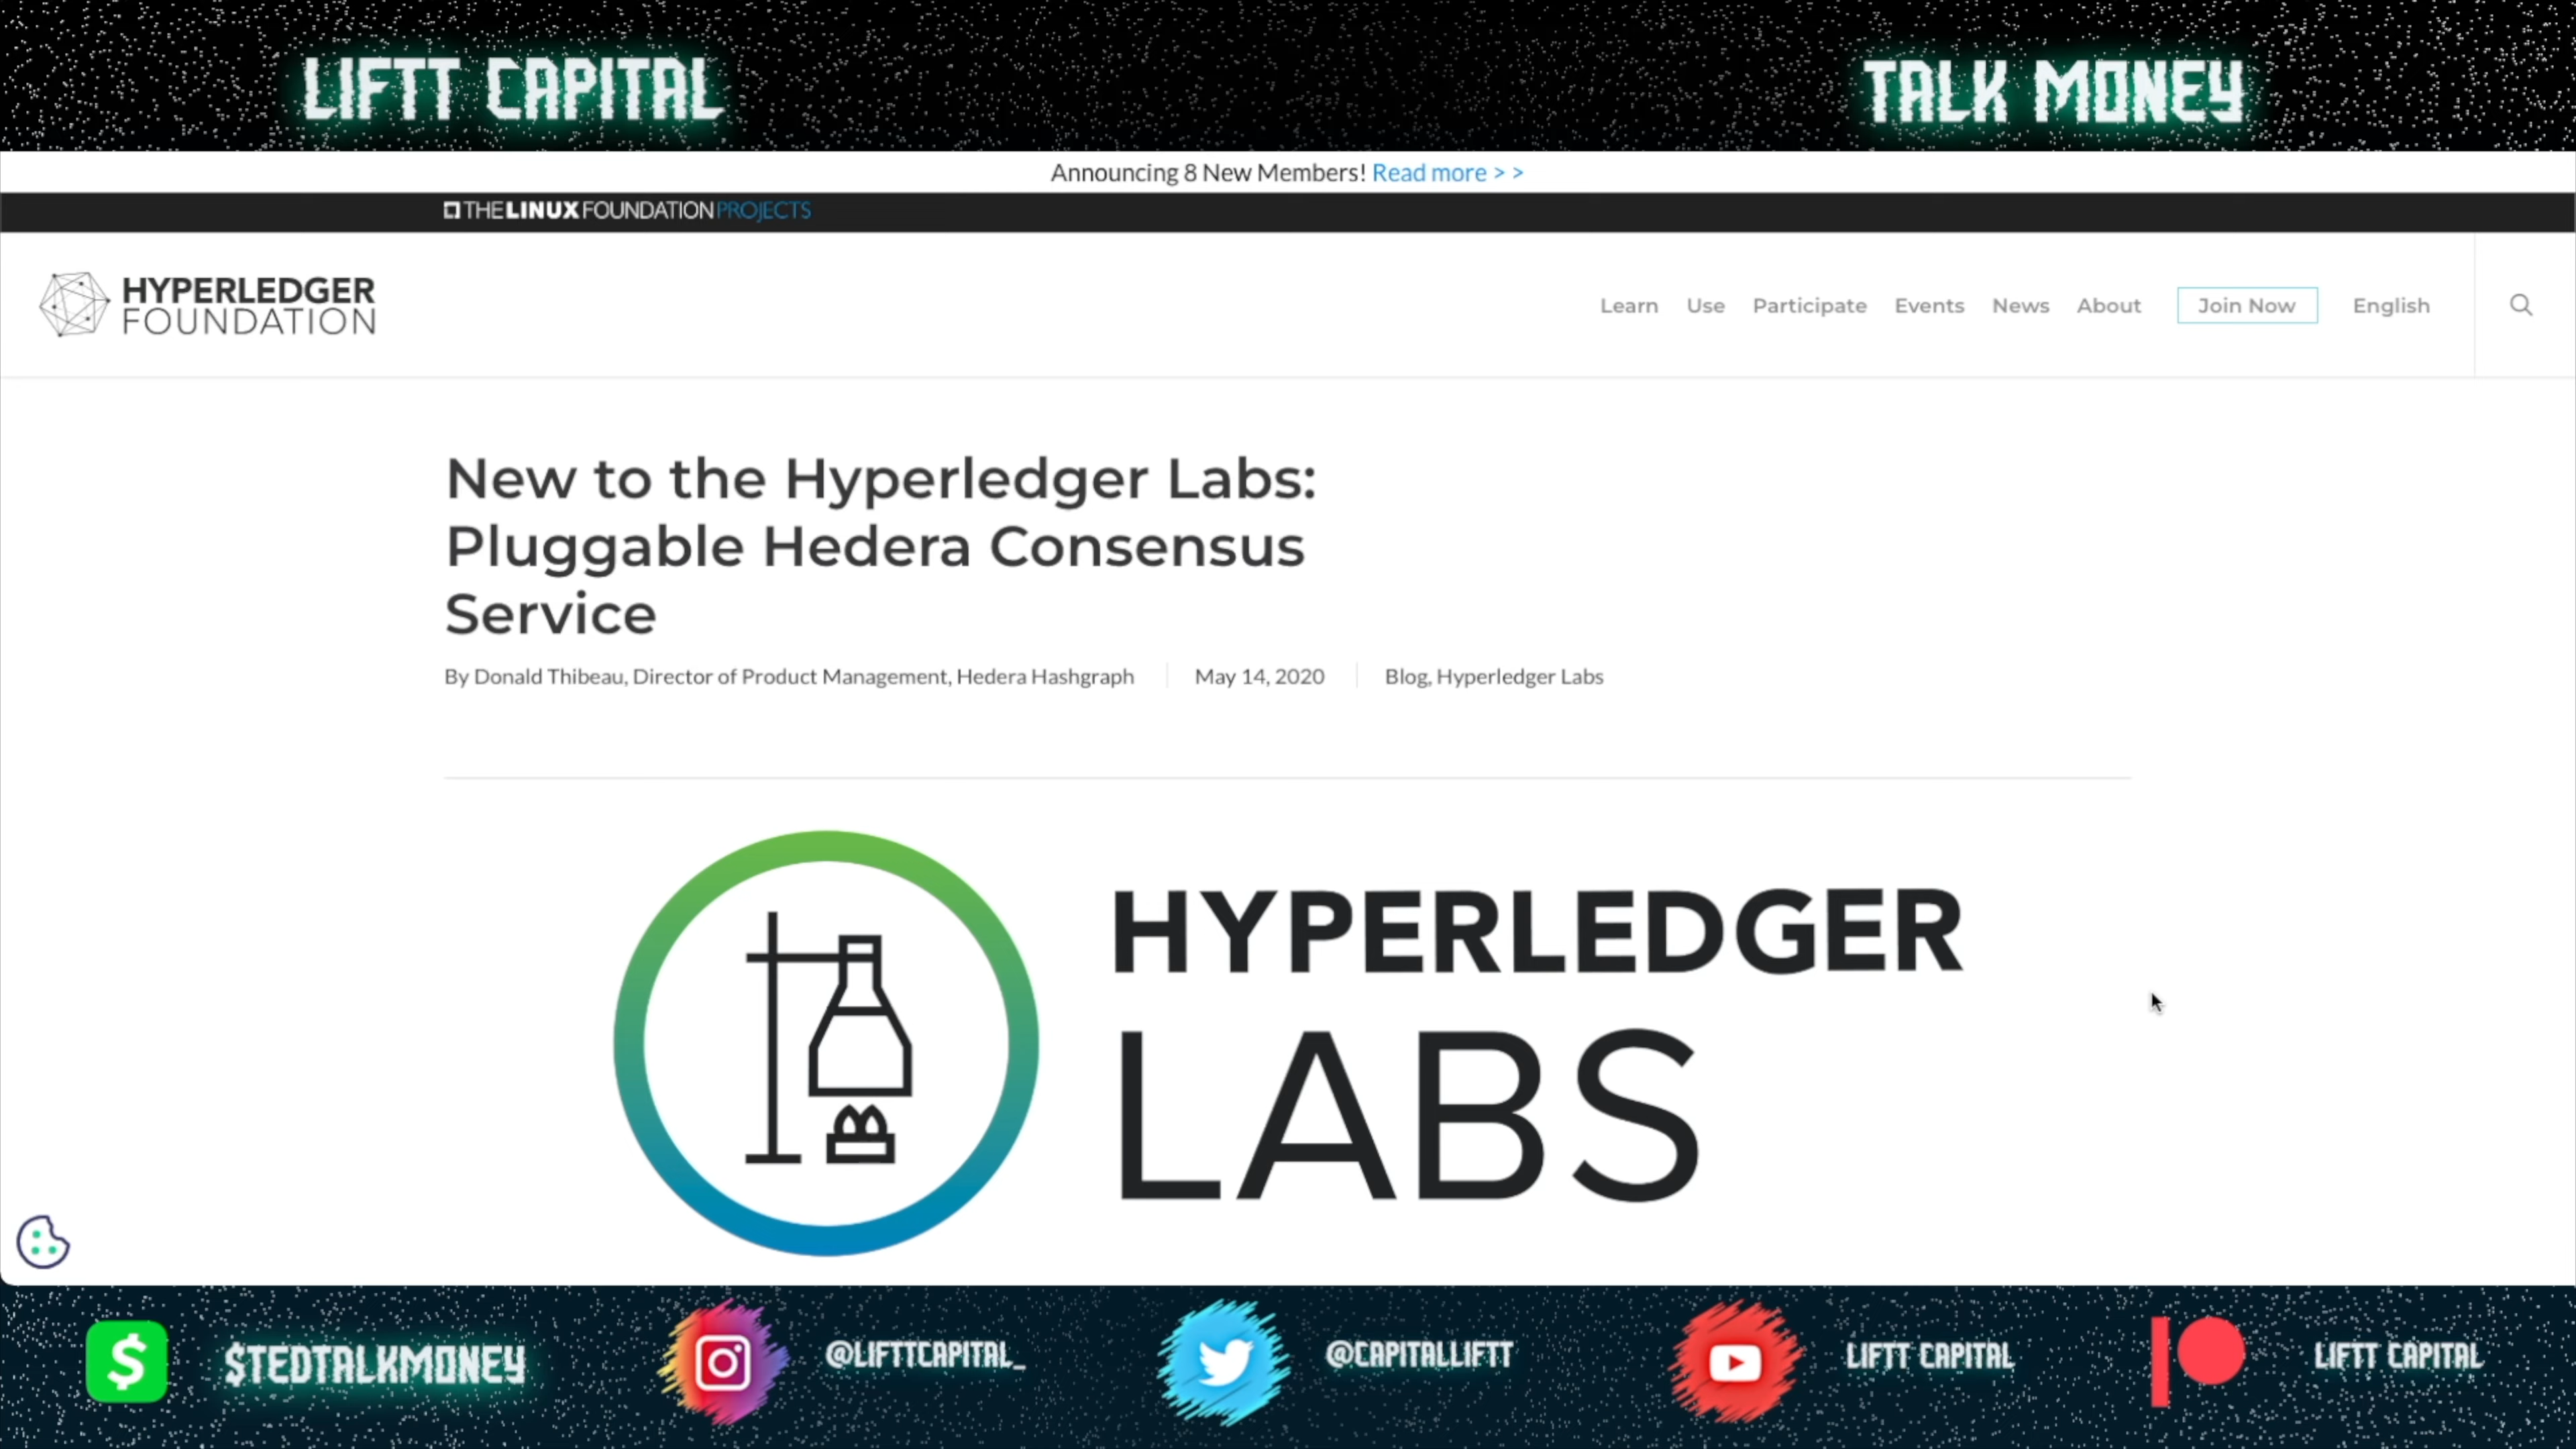 LIFTT CAPITAL
TALK MONEY
Announcing 8 New Members! Read more > >
THE LINUX FOUNDATION PROJECTS
HYPERLEDGER
FOUNDATION
Learn Use Participate Events News About Join Now English
New to the Hyperledger Labs:
Pluggable Hedera Consensus
Service
By Donald Thibeau, Director of Product Management, Hedera Hashgraph
May 14, 2020
Blog, Hyperledger Labs
HYPERLEDGER
LABS
$
$TEDTALKMONEY
@LIFTTCAPITAL_
@CAPITALLIFTT
LIFTT CAPITAL
LIFTT CAPITAL